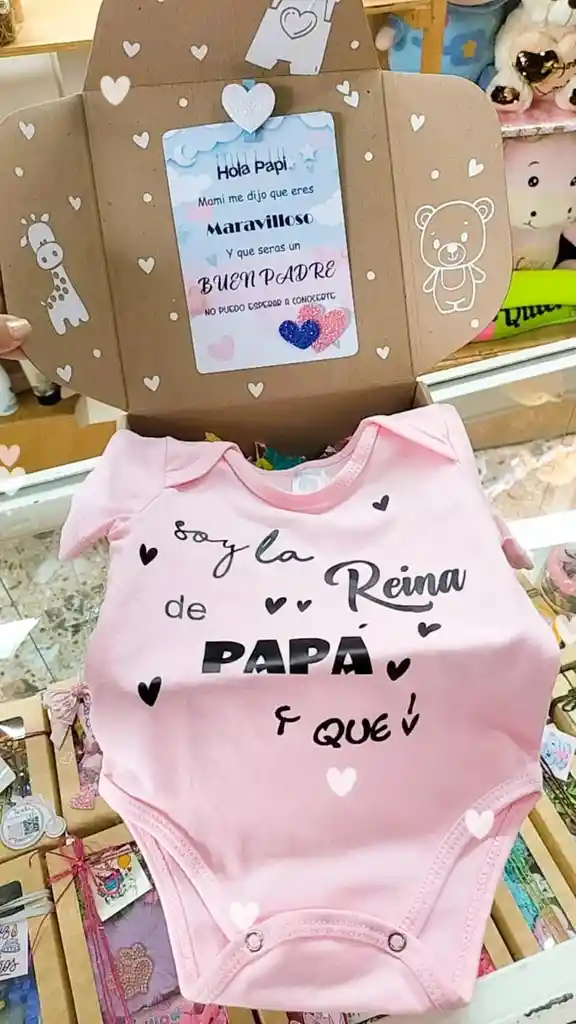 Hola Papi
Mami me dijo que eres
Maravilloso
Y que seras un
BUEN PADRE
NO PUEDO ESPERAR A CONOCERTE
soy la
Reina
de
PAPÁ
Y QUE